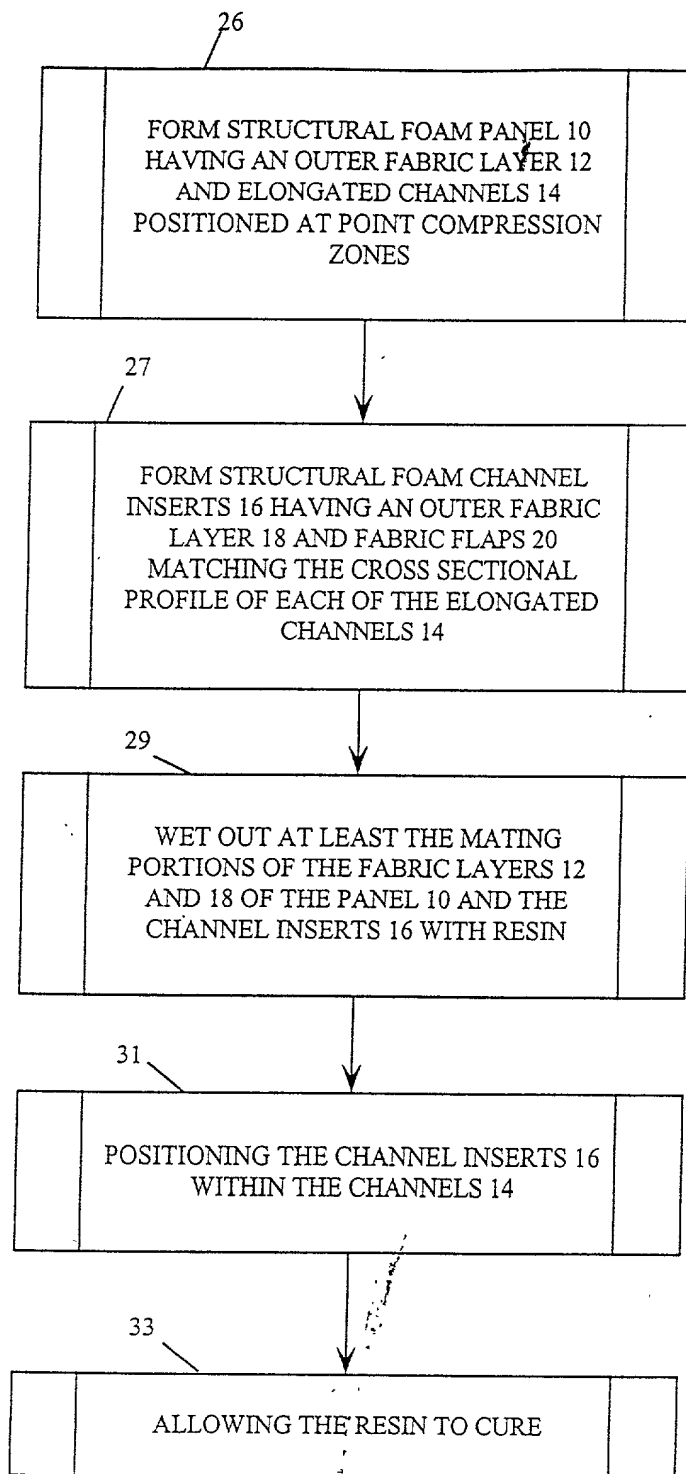 26
FORM STRUCTURAL FOAM PANEL 10
HAVING AN OUTER FABRIC LAYER 12
AND ELONGATED CHANNELS 14
POSITIONED AT POINT COMPRESSION
ZONES
27
FORM STRUCTURAL FOAM CHANNEL
INSERTS 16 HAVING AN OUTER FABRIC
LAYER 18 AND FABRIC FLAPS 20
MATCHING THE CROSS SECTIONAL
PROFILE OF EACH OF THE ELONGATED
CHANNELS 14
29
WET OUT AT LEAST THE MATING
PORTIONS OF THE FABRIC LAYERS 12
AND 18 OF THE PANEL 10 AND THE
CHANNEL INSERTS 16 WITH RESIN
31
POSITIONING THE CHANNEL INSERTS 16
WITHIN THE CHANNELS 14
33
ALLOWING THE RESIN TO CURE